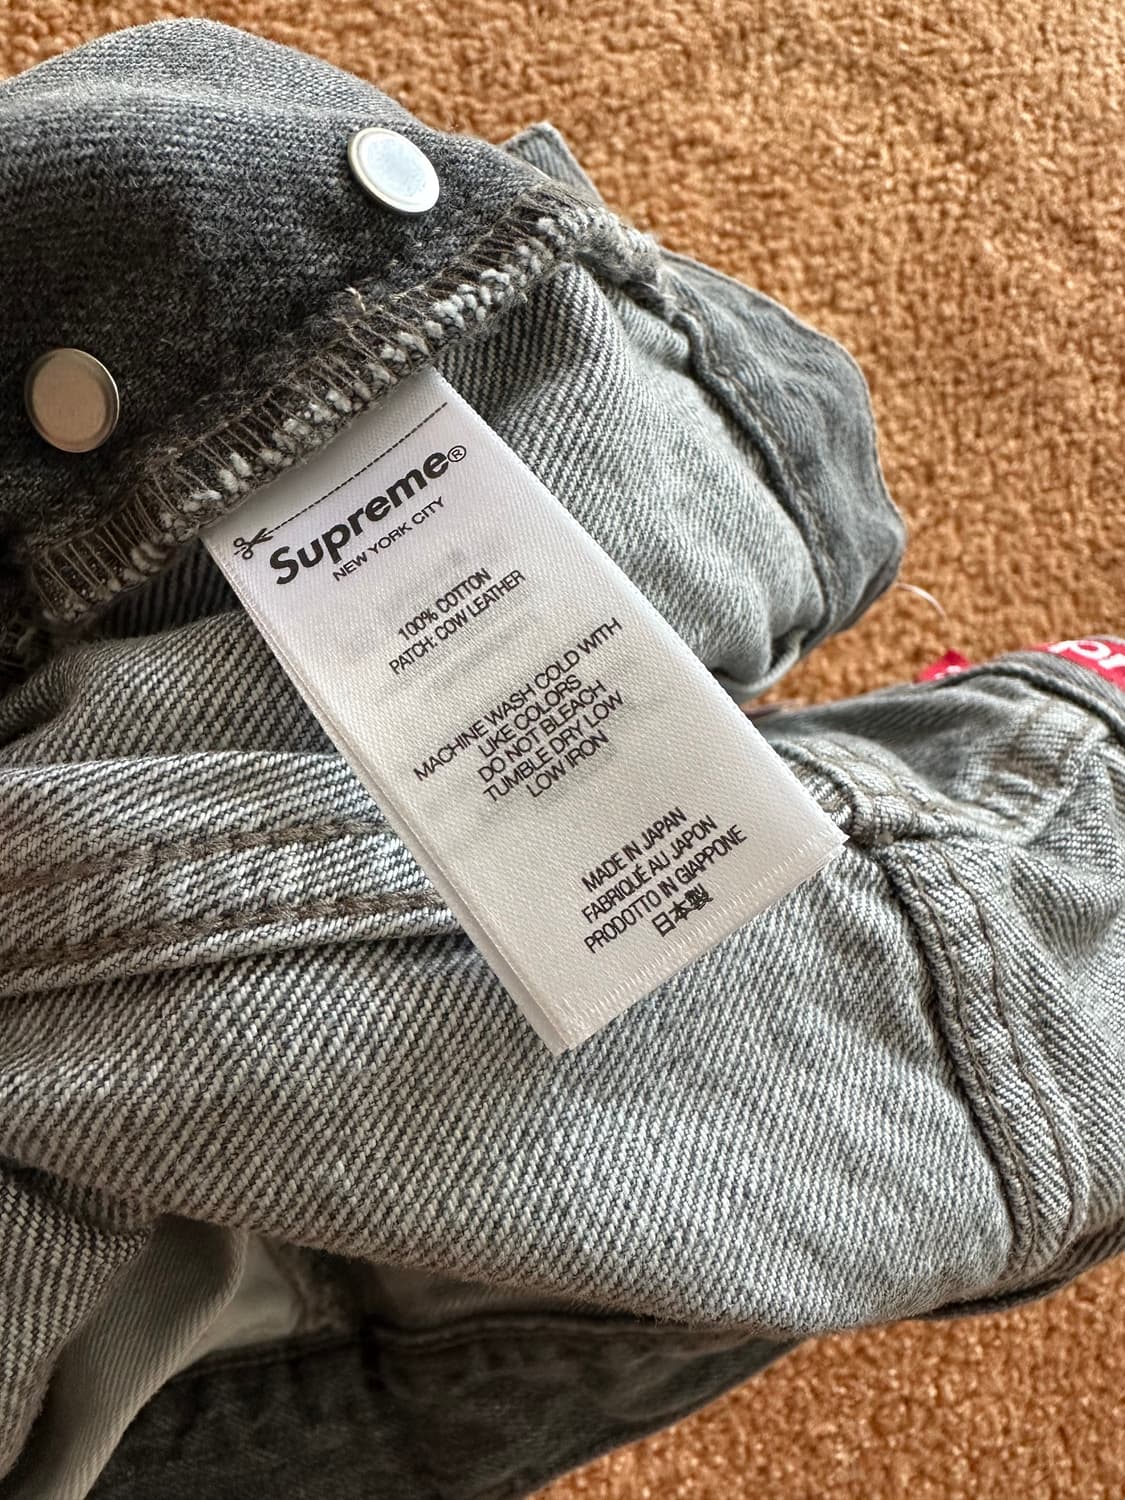 Supreme®
NEW YORK CITY
100% COTTON
PATCH: COW LEATHER
MACHINE WASH COLD WITH
LIKE COLORS
DO NOT BLEACH
TUMBLE DRY LOW
LOW IRON
MADE IN JAPAN
FABRIQUÉ AU JAPON
PRODOTTO IN GIAPPONE
日本製